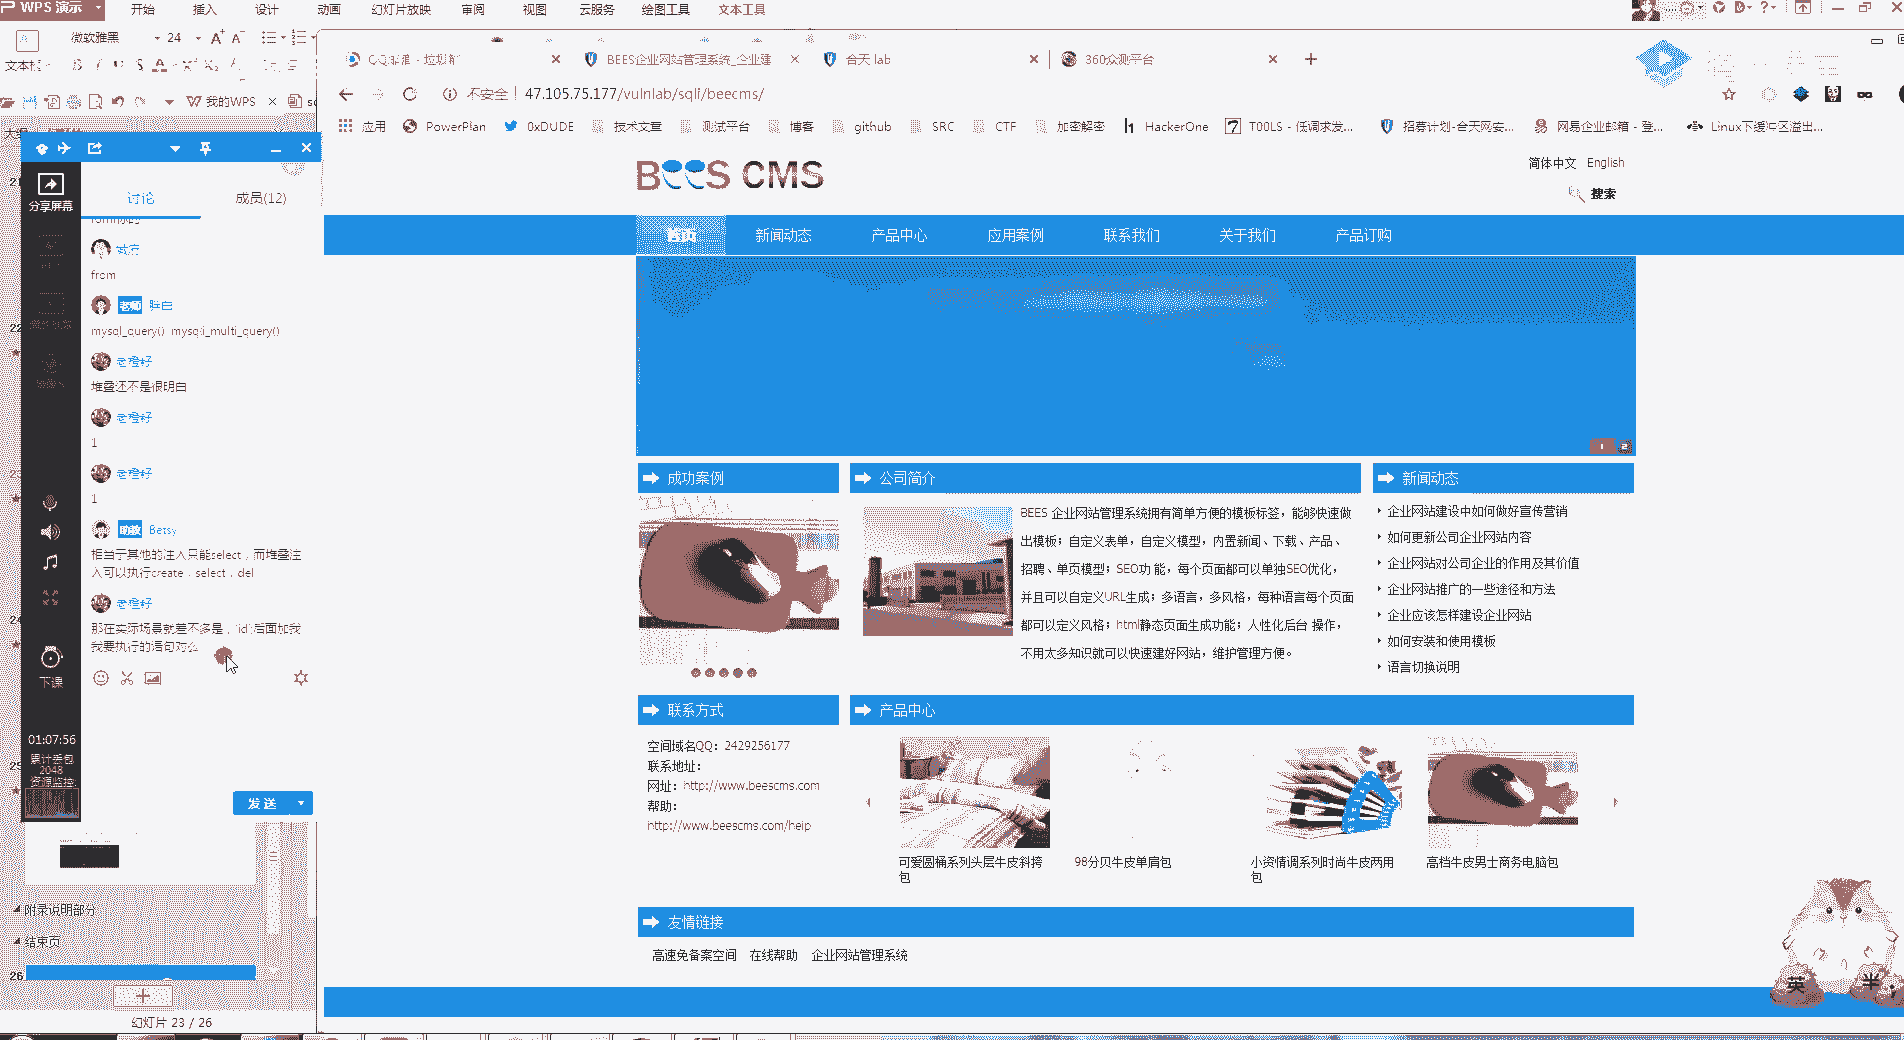 WPS 演示
开始 插入 设计 动画 幻灯片放映 审阅 视图 云服务 绘图工具 文本工具
微软雅黑 24
我的WPS
BEES企业网站管理系统_企业建
合天 lab
360众测平台
不安全 47.105.75.177/vulnlab/sqli/beecms/
应用 PowerPlan 0xDUDE 技术文章 测试平台 博客 github SRC CTF 加密解密 HackerOne T00LS - 低调求发... 招募计划-合天网安... 网易企业邮箱 - 登... Linux下缓冲区溢出...
分享屏幕
讨论 成员(12)
from
老师
mysql_query() mysqli_multi_query()
老橙籽
堆叠还不是很明白
老橙籽
1
老橙籽
1
助教 Betsy
相当于其他的注入只能select，而堆叠注
入可以执行create，select，del
老橙籽
那在实际场景就差不多是，'id'后面加我
我要执行的语句对么
下课
01:07:56
累计丢包
2048
资源监控
发送
附录说明部分
结束页
26
幻灯片 23 / 26
BEES CMS
简体中文 English
搜索
首页 新闻动态 产品中心 应用案例 联系我们 关于我们 产品订购
1 2
成功案例
公司简介
BEES 企业网站管理系统拥有简单方便的模板标签，能够快速做
出模板；自定义表单，自定义模型，内置新闻、下载、产品、
招聘、单页模型；SEO功 能，每个页面都可以单独SEO优化，
并且可以自定义URL生成；多语言，多风格，每种语言每个页面
都可以定义风格；html静态页面生成功能；人性化后台 操作，
不用太多知识就可以快速建好网站，维护管理方便。
新闻动态
企业网站建设中如何做好宣传营销
如何更新公司企业网站内容
企业网站对公司企业的作用及其价值
企业网站推广的一些途径和方法
企业应该怎样建设企业网站
如何安装和使用模板
语言切换说明
联系方式
空间域名QQ：2429256177
联系地址：
网址：http://www.beescms.com
帮助：
http://www.beescms.com/help
产品中心
可爱圆桶系列头层牛皮斜挎
包
98分贝牛皮单肩包
小资情调系列时尚牛皮两用
包
高档牛皮男士商务电脑包
友情链接
高速免备案空间 在线帮助 企业网站管理系统
英 半 ;